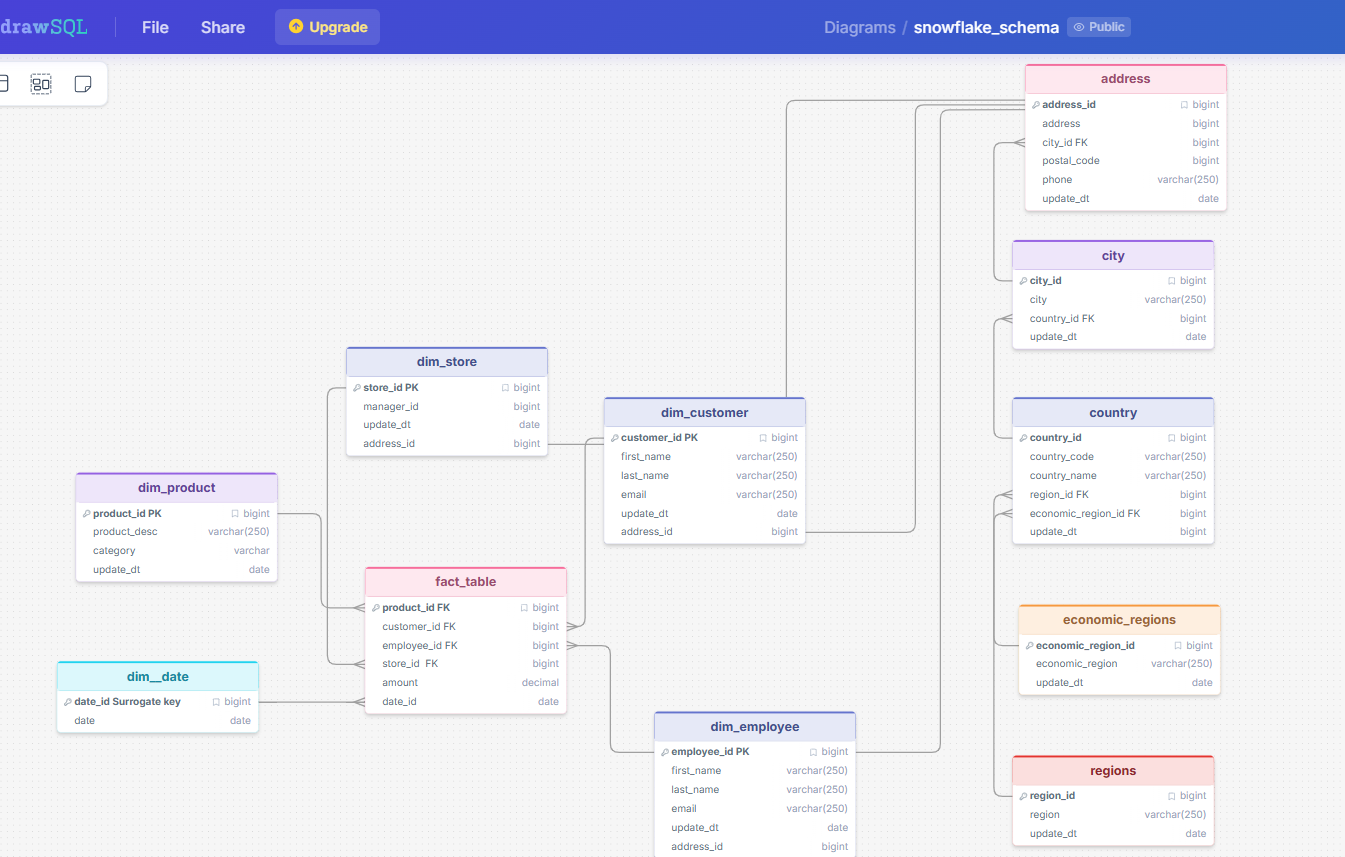 drawSQL
File
Share
Upgrade
Diagrams / snowflake_schema
Public
address
address_id bigint
address bigint
city_id FK bigint
postal_code bigint
phone varchar(250)
update_dt date
city
city_id bigint
city varchar(250)
country_id FK bigint
update_dt date
dim_store
store_id PK bigint
manager_id bigint
update_dt date
address_id bigint
dim_customer
customer_id PK bigint
first_name varchar(250)
last_name varchar(250)
email varchar(250)
update_dt date
address_id bigint
country
country_id bigint
country_code varchar(250)
country_name varchar(250)
region_id FK bigint
economic_region_id FK bigint
update_dt bigint
dim_product
product_id PK bigint
product_desc varchar(250)
category varchar
update_dt date
fact_table
product_id FK bigint
customer_id FK bigint
employee_id FK bigint
store_id FK bigint
amount decimal
date_id date
economic_regions
economic_region_id bigint
economic_region varchar(250)
update_dt date
dim__date
date_id Surrogate key bigint
date date
dim_employee
employee_id PK bigint
first_name varchar(250)
last_name varchar(250)
email varchar(250)
update_dt date
address_id bigint
regions
region_id bigint
region varchar(250)
update_dt date